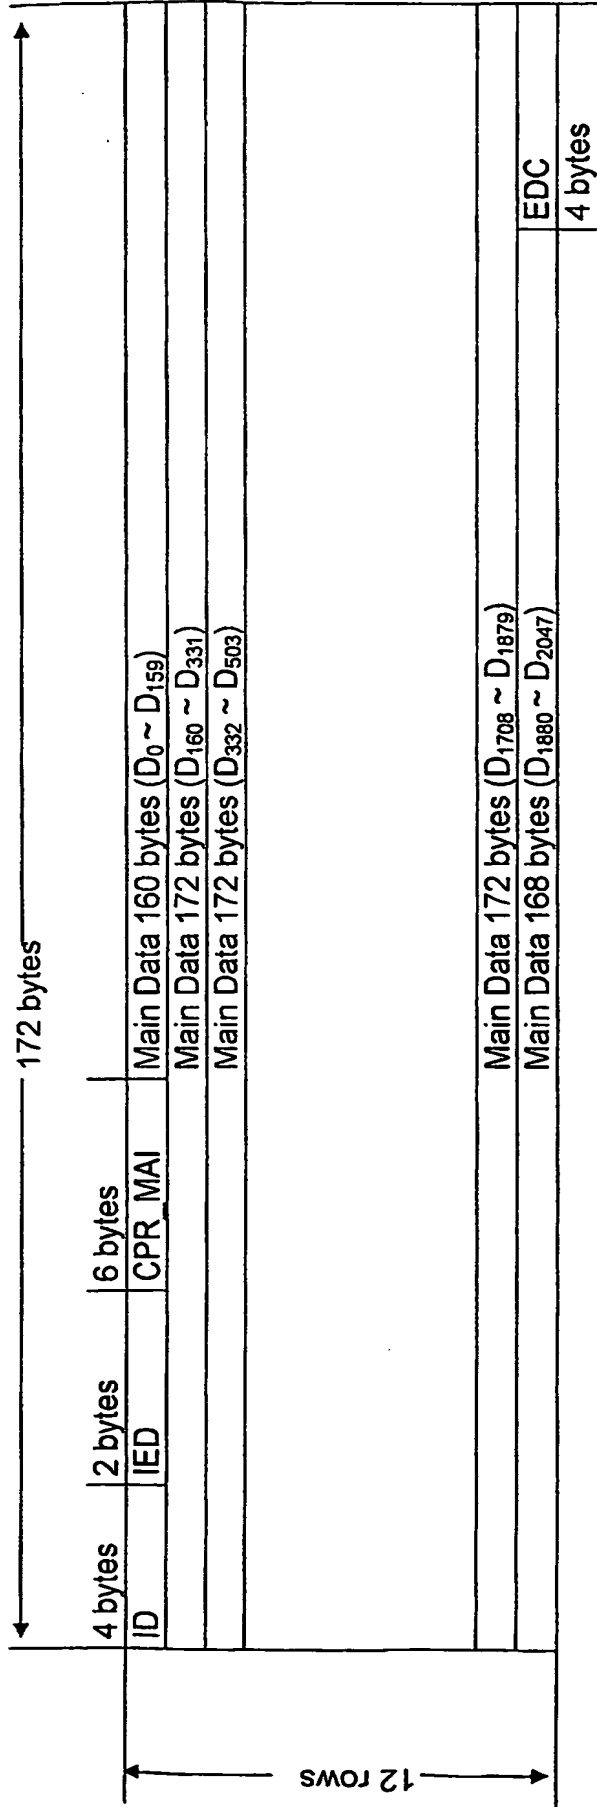 172 bytes
4 bytes 2 bytes 6 bytes
ID IED CPR_MAI Main Data 160 bytes (D0 ~ D159)
Main Data 172 bytes (D160 ~ D331)
Main Data 172 bytes (D332 ~ D503)
Main Data 172 bytes (D1708 ~ D1879)
Main Data 168 bytes (D1880 ~ D2047) EDC
4 bytes
12 rows